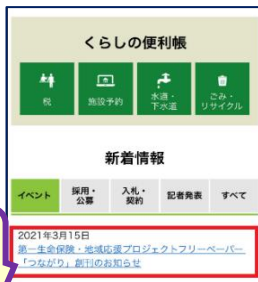 くらしの便利帳
税
施設予約
水道・
下水道
ごみ・
リサイクル
新着情報
イベント
採用・
公募
入札・
契約
記者発表
すべて
2021年3月15日
第一生命保険・地域応援プロジェクトフリーペーパー
「つながり」創刊のお知らせ